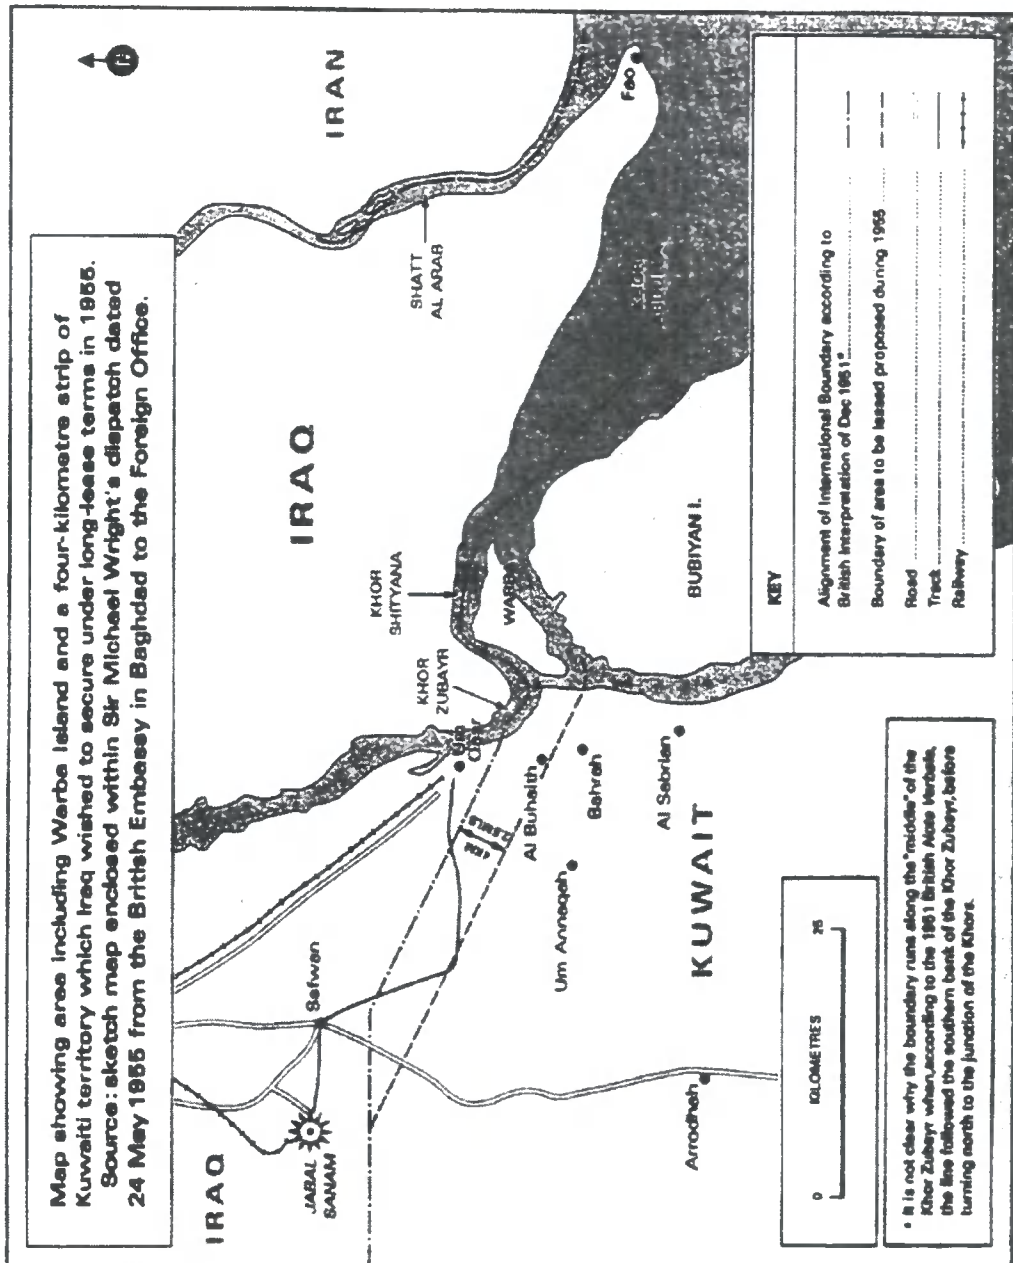 Map showing area including Warba Island and a four-kilometre strip of
Kuwaiti territory which Iraq wished to secure under long-lease terms in 1955.
Source: sketch map enclosed within Sir Michael Wright's dispatch dated
24 May 1955 from the British Embassy in Baghdad to the Foreign Office.
IRAN
IRAQ
IRAQ
JABAL
SANAM
Safwan
Um
Qasr
KHOR
ZUBAYR
KHOR
SHITYANA
SHATT
AL ARAB
Fao
WARBA
BUBIYAN I.
4 KM.
Al Buhaith
Bahrah
Um Anneqah
Al Sabriah
Arrodhah
KUWAIT
0 KILOMETRES 25
* It is not clear why the boundary runs along the "middle" of the
Khor Zubayr when, according to the 1951 British Note Verbale,
the line followed the southern bank of the Khor Zubayr, before
turning north to the junction of the Khors.
KEY
Alignment of International Boundary according to
British Interpretation of Dec 1951*
Boundary of area to be leased proposed during 1955
Road
Track
Railway